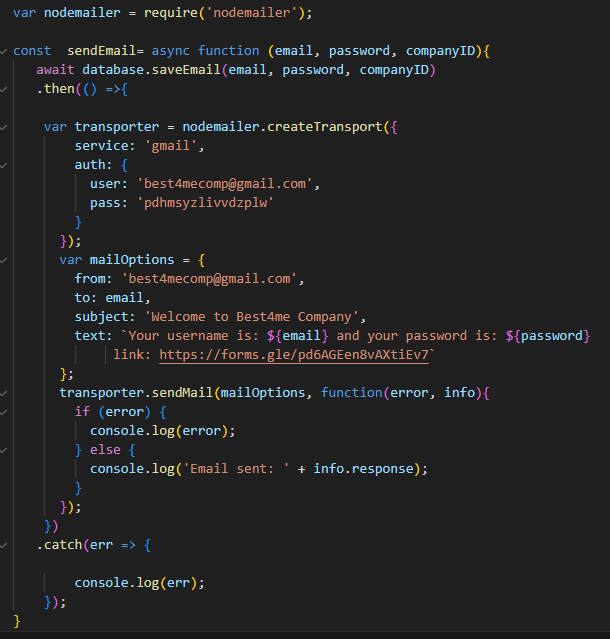 var nodemailer = require('nodemailer');
const  sendEmail= async function (email, password, companyID){
await database.saveEmail(email, password, companyID)
.then(() =>{
var transporter = nodemailer.createTransport({
service: 'gmail',
auth: {
user: 'best4mecomp@gmail.com',
pass: 'pdhmsyzlivvdzplw'
}
});
var mailOptions = {
from: 'best4mecomp@gmail.com',
to: email,
subject: 'Welcome to Best4me Company',
text: `Your username is: ${email} and your password is: ${password}
link: https://forms.gle/pd6AGEen8vAXtiEv7`
};
transporter.sendMail(mailOptions, function(error, info){
if (error) {
console.log(error);
} else {
console.log('Email sent: ' + info.response);
}
});
})
.catch(err => {
console.log(err);
});
}